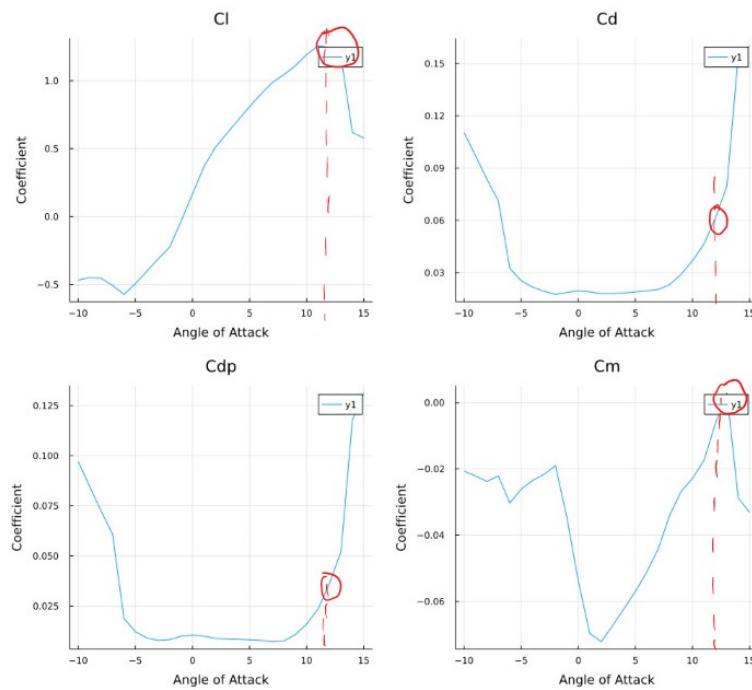 Cl
y1
1.0
0.5
0.0
−0.5
Coefficient
−10
−5
0
5
10
15
Angle of Attack
Cd
y1
0.15
0.12
0.09
0.06
0.03
Coefficient
−10
−5
0
5
10
15
Angle of Attack
Cdp
y1
0.125
0.100
0.075
0.050
0.025
Coefficient
−10
−5
0
5
10
15
Angle of Attack
Cm
y1
0.00
−0.02
−0.04
−0.06
Coefficient
−10
−5
0
5
10
15
Angle of Attack